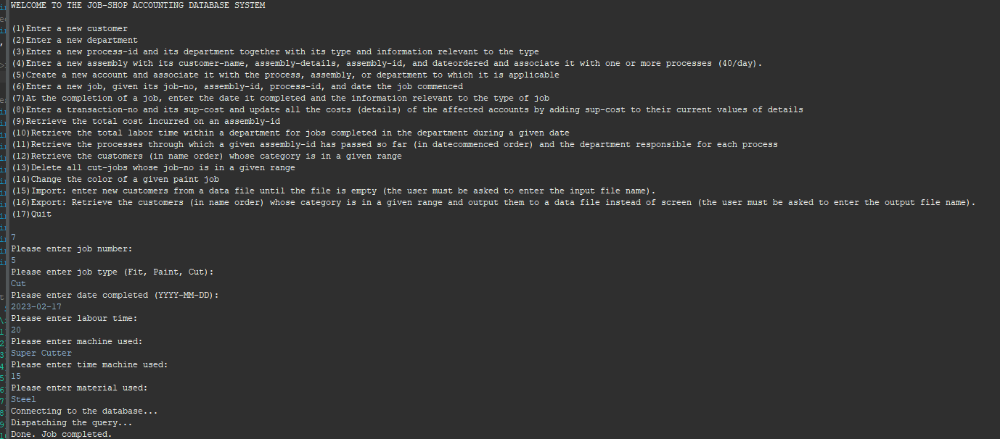 WELCOME TO THE JOB-SHOP ACCOUNTING DATABASE SYSTEM
(1)Enter a new customer
(2)Enter a new department
(3)Enter a new process-id and its department together with its type and information relevant to the type
(4)Enter a new assembly with its customer-name, assembly-details, assembly-id, and dateordered and associate it with one or more processes (40/day).
(5)Create a new account and associate it with the process, assembly, or department to which it is applicable
(6)Enter a new job, given its job-no, assembly-id, process-id, and date the job commenced
(7)At the completion of a job, enter the date it completed and the information relevant to the type of job
(8)Enter a transaction-no and its sup-cost and update all the costs (details) of the affected accounts by adding sup-cost to their current values of details
(9)Retrieve the total cost incurred on an assembly-id
(10)Retrieve the total labor time within a department for jobs completed in the department during a given date
(11)Retrieve the processes through which a given assembly-id has passed so far (in datecommenced order) and the department responsible for each process
(12)Retrieve the customers (in name order) whose category is in a given range
(13)Delete all cut-jobs whose job-no is in a given range
(14)Change the color of a given paint job
(15)Import: enter new customers from a data file until the file is empty (the user must be asked to enter the input file name).
(16)Export: Retrieve the customers (in name order) whose category is in a given range and output them to a data file instead of screen (the user must be asked to enter the output file name).
(17)Quit
7
Please enter job number:
5
Please enter job type (Fit, Paint, Cut):
Cut
Please enter date completed (YYYY-MM-DD):
2023-02-17
Please enter labour time:
20
Please enter machine used:
Super Cutter
Please enter time machine used:
15
Please enter material used:
Steel
Connecting to the database...
Dispatching the query...
Done. Job completed.